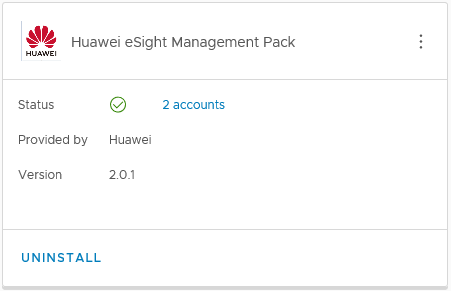 HUAWEI
Huawei eSight Management Pack
Status 2 accounts
Provided by Huawei
Version 2.0.1
UNINSTALL